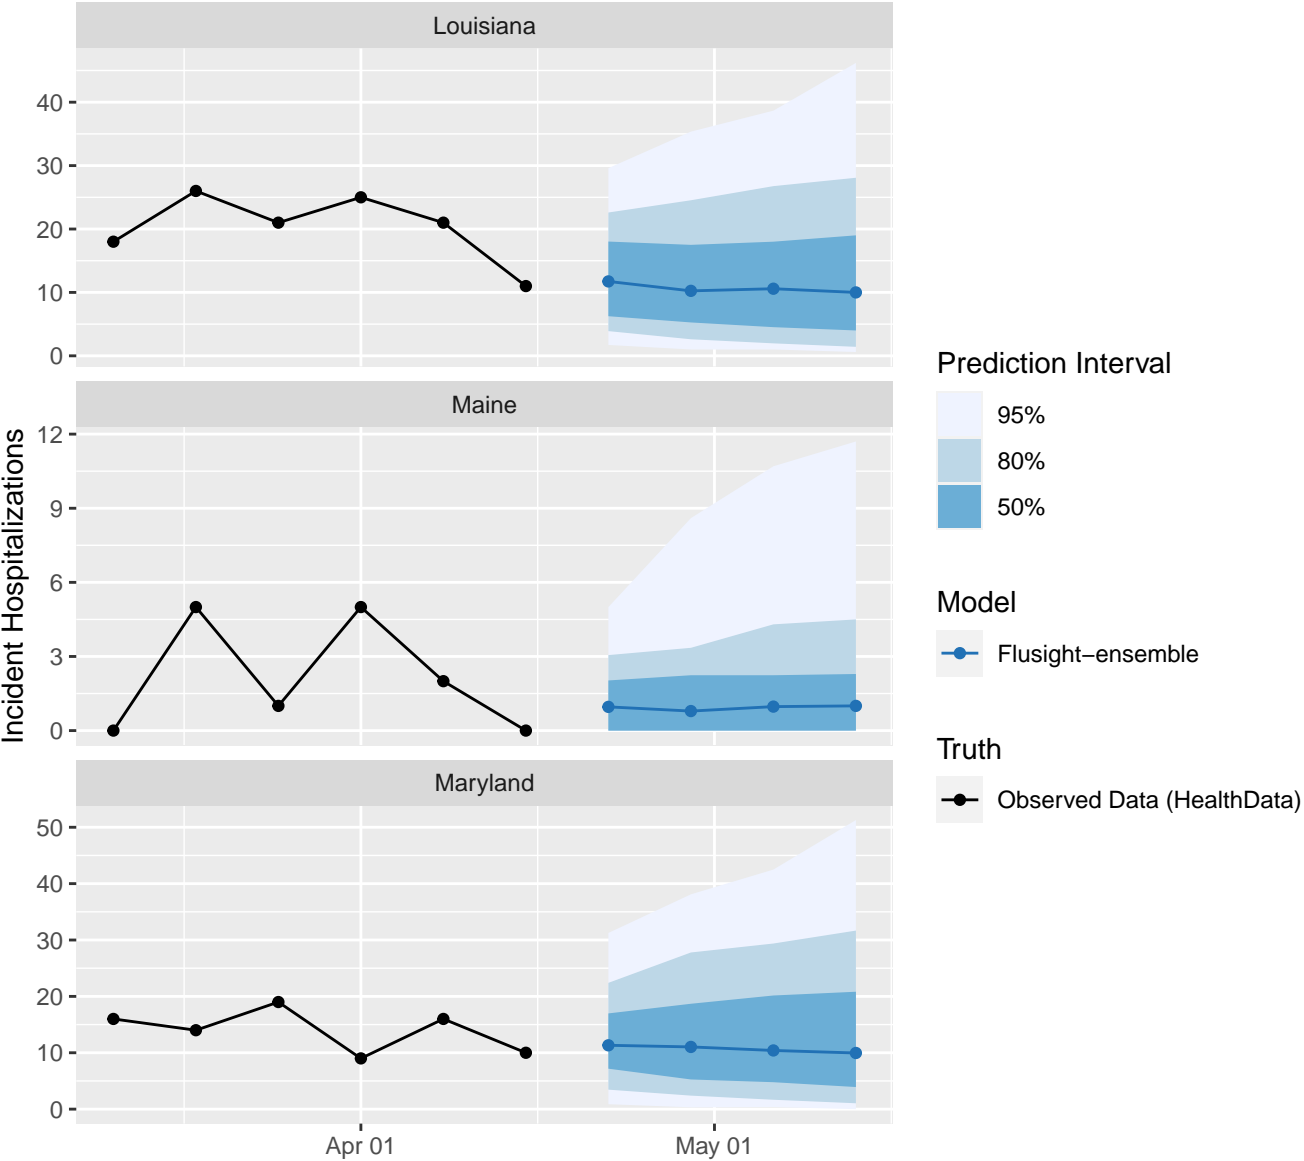 Louisiana
40
30
20
10
0
Maine
12
9
6
3
0
Maryland
50
40
30
20
10
0
Apr 01
May 01
Incident Hospitalizations
Prediction Interval
95%
80%
50%
Model
Flusight−ensemble
Truth
Observed Data (HealthData)